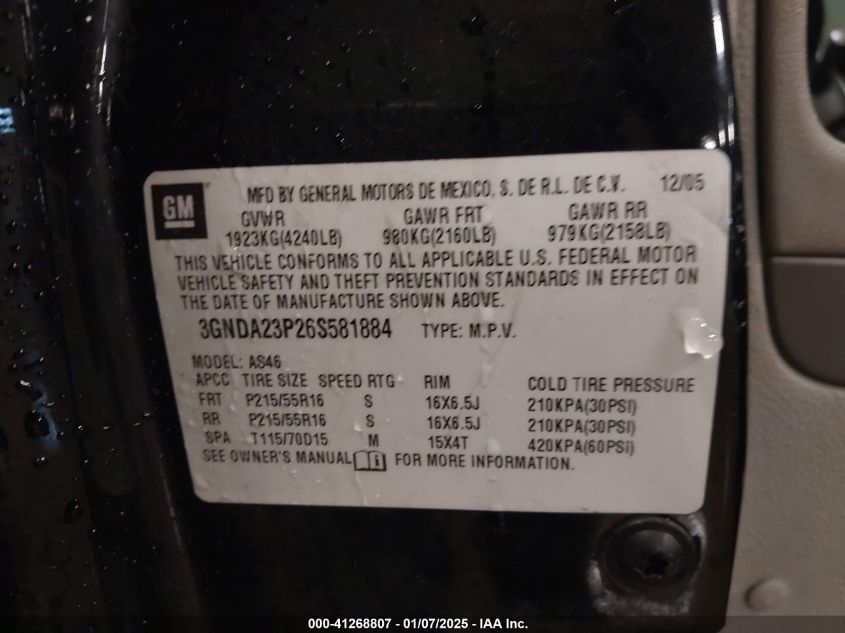 GM MFD BY GENERAL MOTORS DE MEXICO, S. DE R.L. DE C.V. 12/05
GVWR GAWR FRT GAWR RR
1923KG(4240LB) 980KG(2160LB) 979KG(2158LB)
THIS VEHICLE CONFORMS TO ALL APPLICABLE U.S. FEDERAL MOTOR
VEHICLE SAFETY AND THEFT PREVENTION STANDARDS IN EFFECT ON
THE DATE OF MANUFACTURE SHOWN ABOVE.
3GNDA23P26S581884 TYPE: M.P.V.
MODEL: AS46
APCC TIRE SIZE SPEED RTG RIM COLD TIRE PRESSURE
FRT P215/55R16 S 16X6.5J 210KPA(30PSI)
RR P215/55R16 S 16X6.5J 210KPA(30PSI)
SPA T115/70D15 M 15X4T 420KPA(60PSI)
SEE OWNER'S MANUAL FOR MORE INFORMATION.
000-41268807 - 01/07/2025 - IAA Inc.